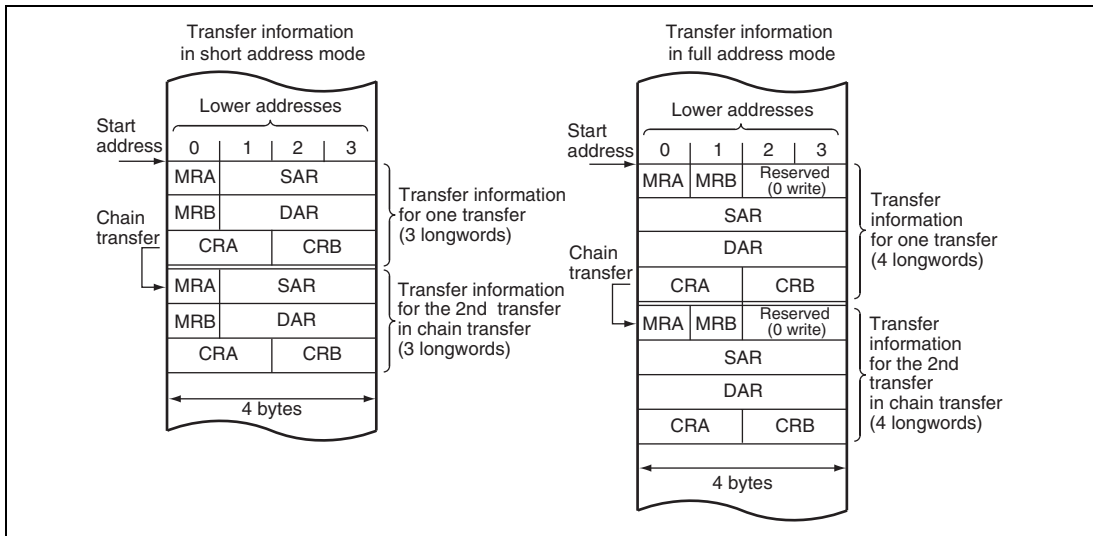 Transfer information
in short address mode
Lower addresses
Start
address
0 1 2 3
MRA SAR
MRB DAR
CRA CRB
Transfer information
for one transfer
(3 longwords)
Chain
transfer
MRA SAR
MRB DAR
CRA CRB
Transfer information
for the 2nd transfer
in chain transfer
(3 longwords)
4 bytes
Transfer information
in full address mode
Lower addresses
Start
address
0 1 2 3
MRA MRB Reserved
(0 write)
SAR
DAR
CRA CRB
Transfer
information
for one transfer
(4 longwords)
Chain
transfer
MRA MRB Reserved
(0 write)
SAR
DAR
CRA CRB
Transfer
information
for the 2nd
transfer
in chain transfer
(4 longwords)
4 bytes